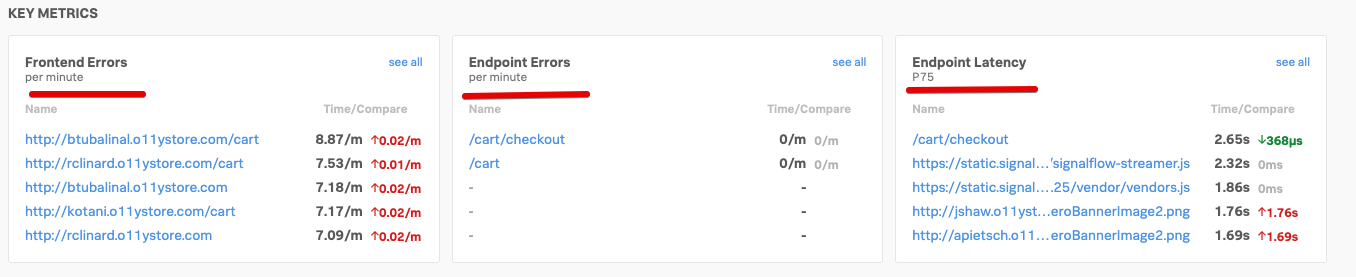 KEY METRICS
Frontend Errors see all
per minute
Name Time/Compare
http://btubalinal.o11ystore.com/cart 8.87/m ↑0.02/m
http://rclinard.o11ystore.com/cart 7.53/m ↑0.01/m
http://btubalinal.o11ystore.com 7.18/m ↑0.02/m
http://kotani.o11ystore.com/cart 7.17/m ↑0.02/m
http://rclinard.o11ystore.com 7.09/m ↑0.02/m
Endpoint Errors see all
per minute
Name Time/Compare
/cart/checkout 0/m 0/m
/cart 0/m 0/m
- -
- -
- -
Endpoint Latency see all
P75
Name Time/Compare
/cart/checkout 2.65s ↓368µs
https://static.signal…'signalflow-streamer.js 2.32s 0ms
https://static.signal….25/vendor/vendors.js 1.86s 0ms
http://jshaw.o11yst…eroBannerImage2.png 1.76s ↑1.76s
http://apietsch.o11…eroBannerImage2.png 1.69s ↑1.69s